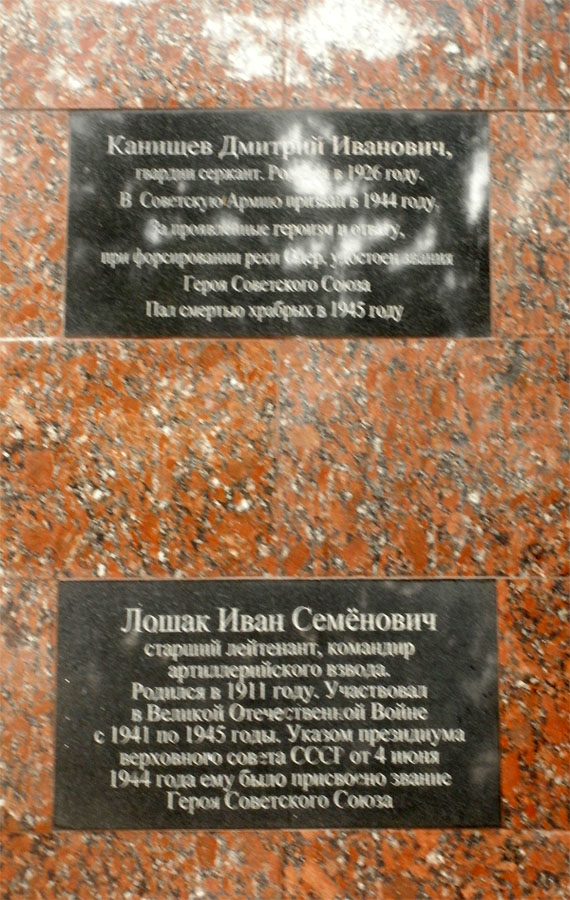 Канищев Дмитрий Иванович,
гвардии сержант. Родился в 1926 году.
В Советскую Армию призван в 1944 году.
За проявленные героизм и отвагу,
при форсировании реки Одер, удостоен звания
Героя Советского Союза
Пал смертью храбрых в 1945 году
Лошак Иван Семёнович
старший лейтенант, командир
артиллерийского взвода.
Родился в 1911 году. Участвовал
в Великой Отечественной Войне
с 1941 по 1945 годы. Указом президиума
верховного совета СССР от 4 июня
1944 года ему было присвоено звание
Героя Советского Союза